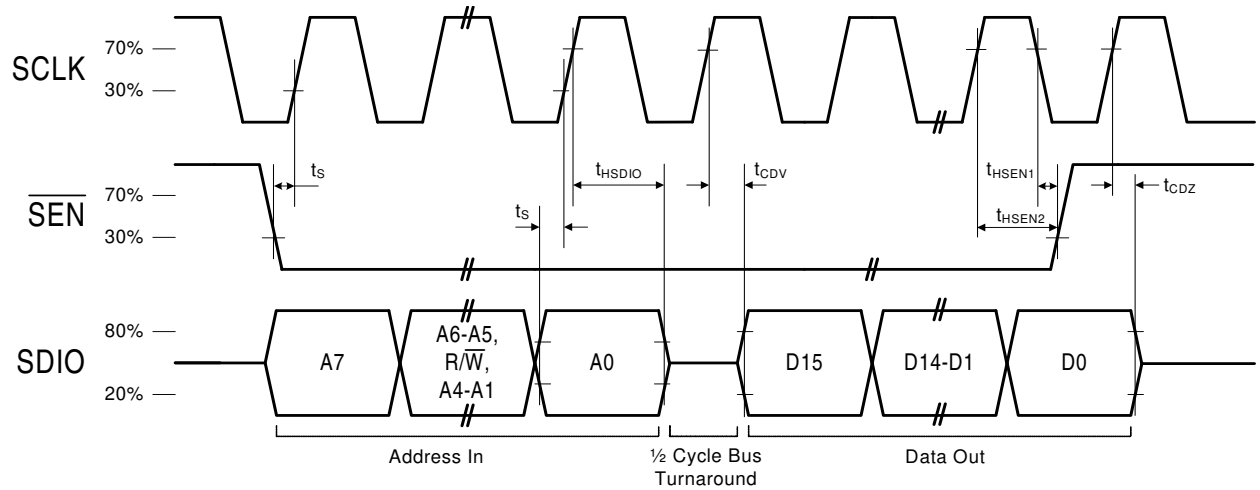 SCLK
70%
30%
SEN
70%
30%
tS
tS
tHSDIO
tCDV
tHSEN1
tHSEN2
tCDZ
SDIO
80%
20%
A7
A6-A5,
R/W,
A4-A1
A0
D15
D14-D1
D0
Address In
½ Cycle Bus
Turnaround
Data Out